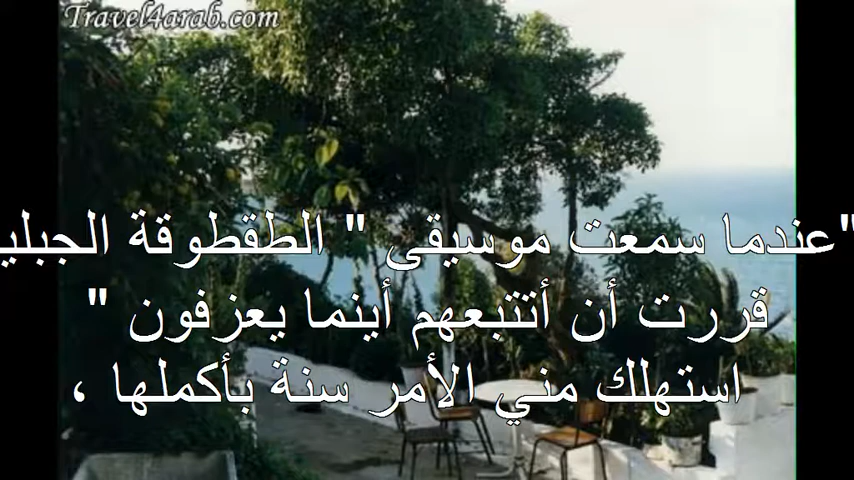 Travel4arab.com
"عندما سمعت موسيقى " الطقطوقة الجبلي
قررت أن أتتبعهم أينما يعزفون "
استهلك مني الأمر سنة بأكملها ،